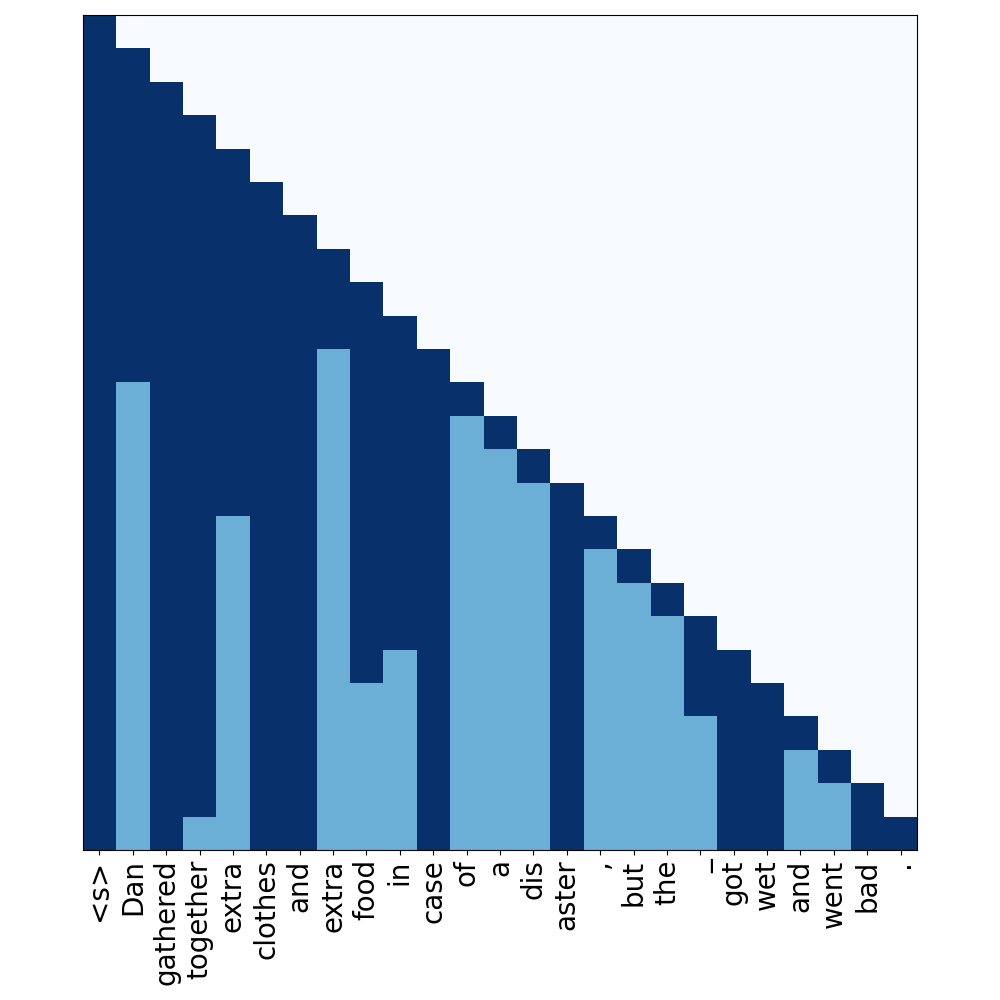 <s> Dan gathered together extra clothes and extra food in case of a dis aster , but the _ got wet and went bad .